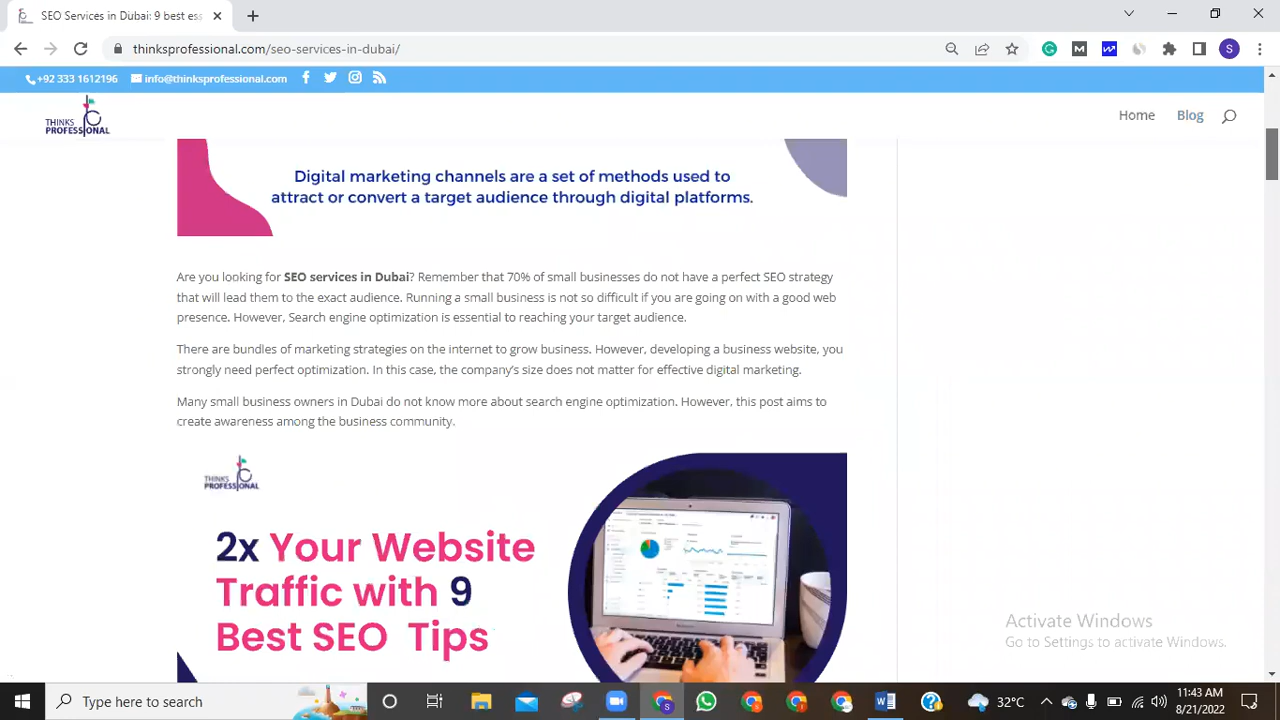 SEO Services in Dubai: 9 best ess
thinksprofessional.com/seo-services-in-dubai/
S
+92 333 1612196
info@thinksprofessional.com
THINKS
PROFESSIONAL
Home
Blog
Digital marketing channels are a set of methods used to
attract or convert a target audience through digital platforms.
Are you looking for SEO services in Dubai? Remember that 70% of small businesses do not have a perfect SEO strategy
that will lead them to the exact audience. Running a small business is not so difficult if you are going on with a good web
presence. However, Search engine optimization is essential to reaching your target audience.
There are bundles of marketing strategies on the internet to grow business. However, developing a business website, you
strongly need perfect optimization. In this case, the company's size does not matter for effective digital marketing.
Many small business owners in Dubai do not know more about search engine optimization. However, this post aims to
create awareness among the business community.
THINKS
PROFESSIONAL
2x Your Website
Traffic with 9
Best SEO Tips
Activate Windows
Go to Settings to activate Windows.
Type here to search
32°C
11:43 AM
8/21/2022